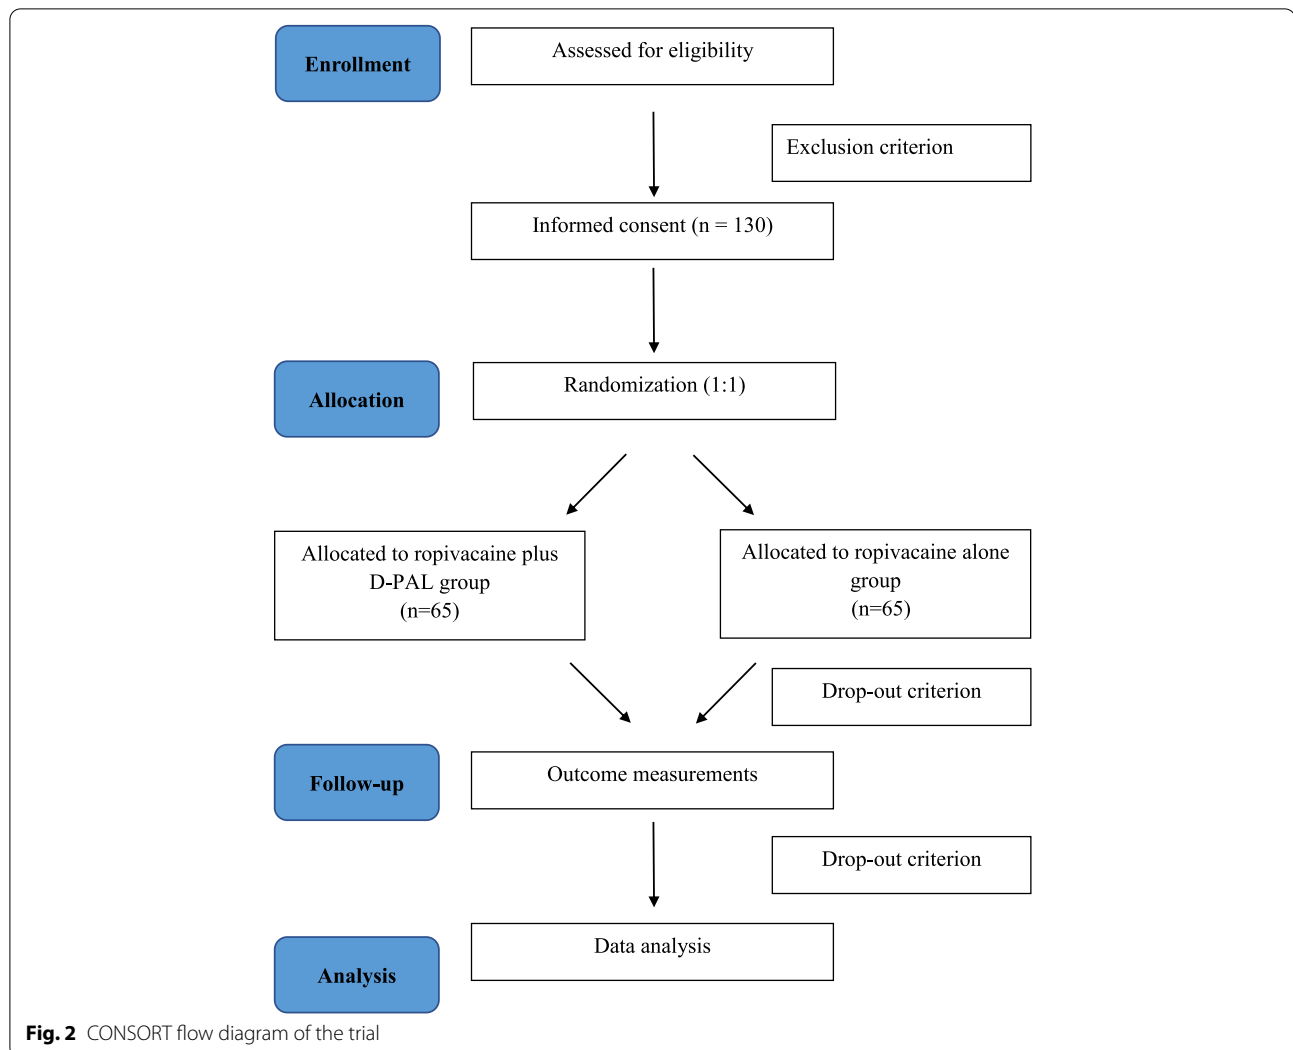 Enrollment
Assessed for eligibility
Exclusion criterion
Informed consent (n = 130)
Allocation
Randomization (1:1)
Allocated to ropivacaine plus
D-PAL group
(n=65)
Allocated to ropivacaine alone
group
(n=65)
Drop-out criterion
Follow-up
Outcome measurements
Drop-out criterion
Analysis
Data analysis
Fig. 2 CONSORT flow diagram of the trial